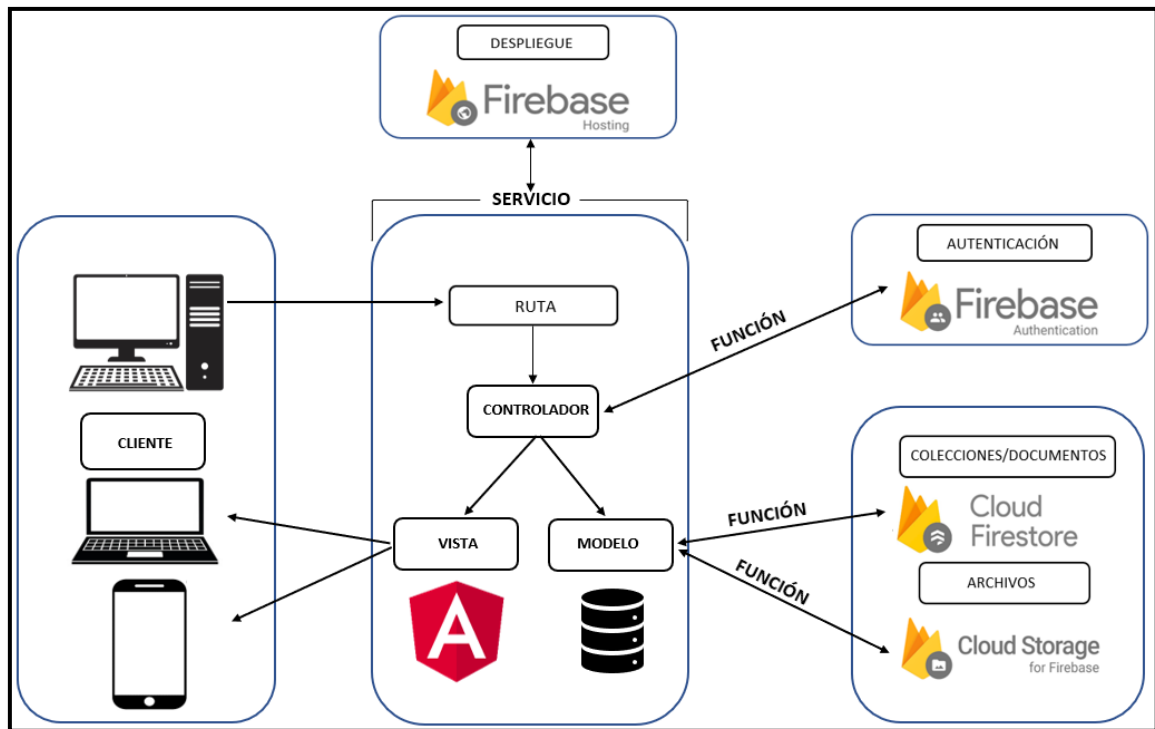 DESPLIEGUE
Firebase
Hosting
SERVICIO
CLIENTE
RUTA
CONTROLADOR
VISTA
MODELO
A
FUNCIÓN
AUTENTICACIÓN
Firebase
Authentication
FUNCIÓN
FUNCIÓN
COLECCIONES/DOCUMENTOS
Cloud
Firestore
ARCHIVOS
Cloud Storage
for Firebase